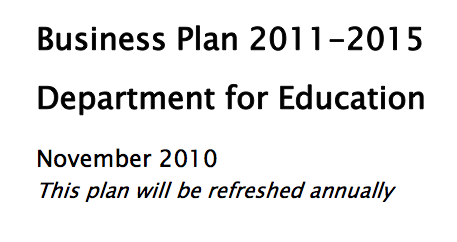 Business Plan 2011-2015
Department for Education
November 2010
This plan will be refreshed annually